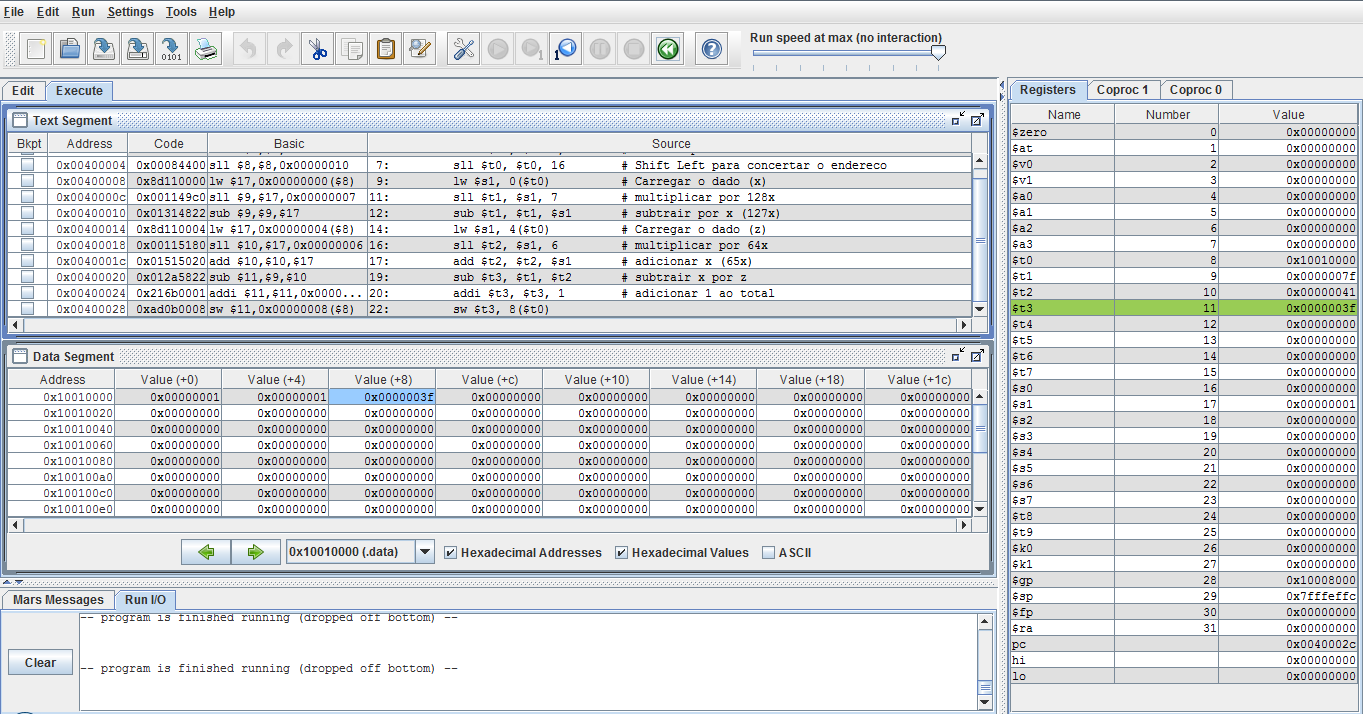 File Edit Run Settings Tools Help
Run speed at max (no interaction)
Edit Execute
Text Segment
Bkpt Address Code Basic Source
0x00400004 0x00084400 sll $8,$8,0x00000010 7: sll $t0, $t0, 16 # Shift Left para concertar o endereco
0x00400008 0x8d110000 lw $17,0x00000000($8) 9: lw $s1, 0($t0) # Carregar o dado (x)
0x0040000c 0x001149c0 sll $9,$17,0x00000007 11: sll $t1, $s1, 7 # multiplicar por 128x
0x00400010 0x01314822 sub $9,$9,$17 12: sub $t1, $t1, $s1 # subtrair por x (127x)
0x00400014 0x8d110004 lw $17,0x00000004($8) 14: lw $s1, 4($t0) # Carregar o dado (z)
0x00400018 0x00115180 sll $10,$17,0x00000006 16: sll $t2, $s1, 6 # multiplicar por 64x
0x0040001c 0x01515020 add $10,$10,$17 17: add $t2, $t2, $s1 # adicionar x (65x)
0x00400020 0x012a5822 sub $11,$9,$10 19: sub $t3, $t1, $t2 # subtrair x por z
0x00400024 0x216b0001 addi $11,$11,0x0000... 20: addi $t3, $t3, 1 # adicionar 1 ao total
0x00400028 0xad0b0008 sw $11,0x00000008($8) 22: sw $t3, 8($t0)
Data Segment
Address Value (+0) Value (+4) Value (+8) Value (+c) Value (+10) Value (+14) Value (+18) Value (+1c)
0x10010000 0x00000001 0x00000001 0x0000003f 0x00000000 0x00000000 0x00000000 0x00000000 0x00000000
0x10010020 0x00000000 0x00000000 0x00000000 0x00000000 0x00000000 0x00000000 0x00000000 0x00000000
0x10010040 0x00000000 0x00000000 0x00000000 0x00000000 0x00000000 0x00000000 0x00000000 0x00000000
0x10010060 0x00000000 0x00000000 0x00000000 0x00000000 0x00000000 0x00000000 0x00000000 0x00000000
0x10010080 0x00000000 0x00000000 0x00000000 0x00000000 0x00000000 0x00000000 0x00000000 0x00000000
0x100100a0 0x00000000 0x00000000 0x00000000 0x00000000 0x00000000 0x00000000 0x00000000 0x00000000
0x100100c0 0x00000000 0x00000000 0x00000000 0x00000000 0x00000000 0x00000000 0x00000000 0x00000000
0x100100e0 0x00000000 0x00000000 0x00000000 0x00000000 0x00000000 0x00000000 0x00000000 0x00000000
0x10010000 (.data) Hexadecimal Addresses Hexadecimal Values ASCII
Mars Messages Run I/O
-- program is finished running (dropped off bottom) --
Clear
-- program is finished running (dropped off bottom) --
Registers Coproc 1 Coproc 0
Name Number Value
$zero 0 0x00000000
$at 1 0x00000000
$v0 2 0x00000000
$v1 3 0x00000000
$a0 4 0x00000000
$a1 5 0x00000000
$a2 6 0x00000000
$a3 7 0x00000000
$t0 8 0x10010000
$t1 9 0x0000007f
$t2 10 0x00000041
$t3 11 0x0000003f
$t4 12 0x00000000
$t5 13 0x00000000
$t6 14 0x00000000
$t7 15 0x00000000
$s0 16 0x00000000
$s1 17 0x00000001
$s2 18 0x00000000
$s3 19 0x00000000
$s4 20 0x00000000
$s5 21 0x00000000
$s6 22 0x00000000
$s7 23 0x00000000
$t8 24 0x00000000
$t9 25 0x00000000
$k0 26 0x00000000
$k1 27 0x00000000
$gp 28 0x10008000
$sp 29 0x7fffeffc
$fp 30 0x00000000
$ra 31 0x00000000
pc 0x0040002c
hi 0x00000000
lo 0x00000000